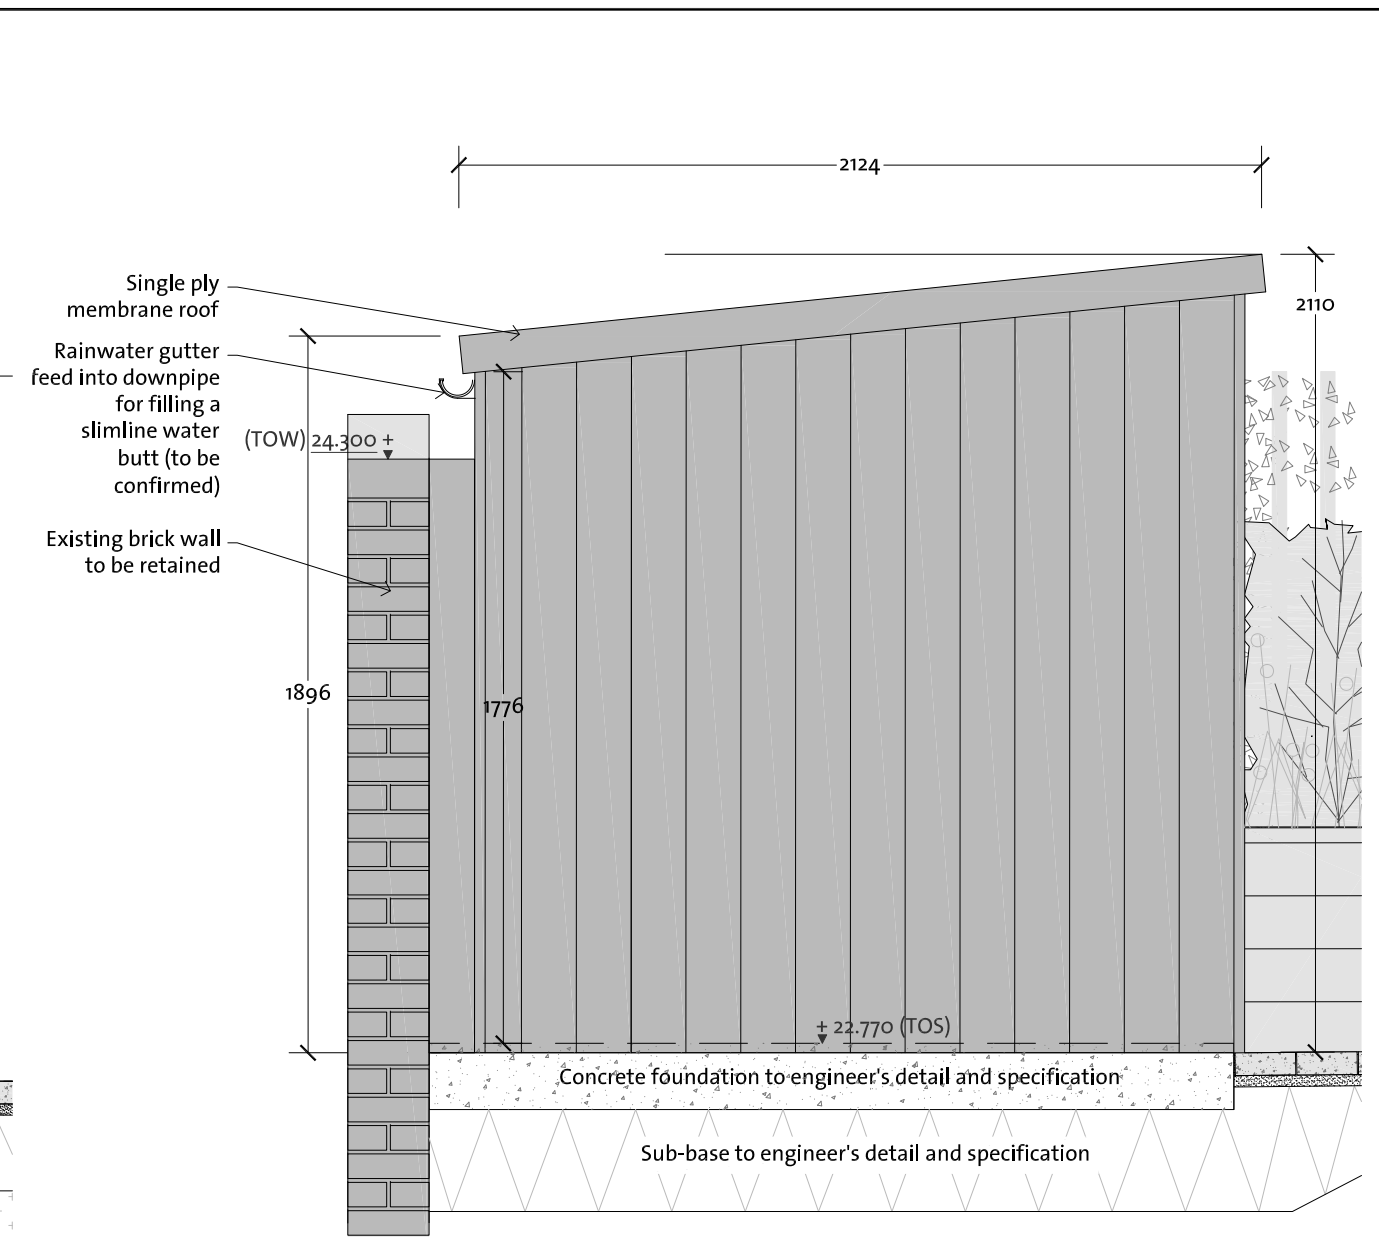 2124
Single ply
membrane roof
2110
Rainwater gutter
feed into downpipe
for filling a
slimline water
butt (to be
confirmed)
(TOW) 24.300 +
Existing brick wall
to be retained
1896
1776
+ 22.770 (TOS)
Concrete foundation to engineer's detail and specification
Sub-base to engineer's detail and specification